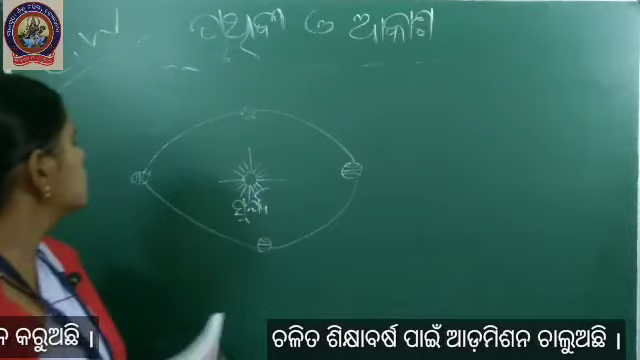 ପୃଥିବୀ ଓ ଆକାଶ
ସୂର୍ଯ୍ୟ
ନ କରୁଅଛି ।
ଚଳିତ ଶିକ୍ଷାବର୍ଷ ପାଇଁ ଆଡ଼ମିଶନ ଚାଲୁଅଛି ।